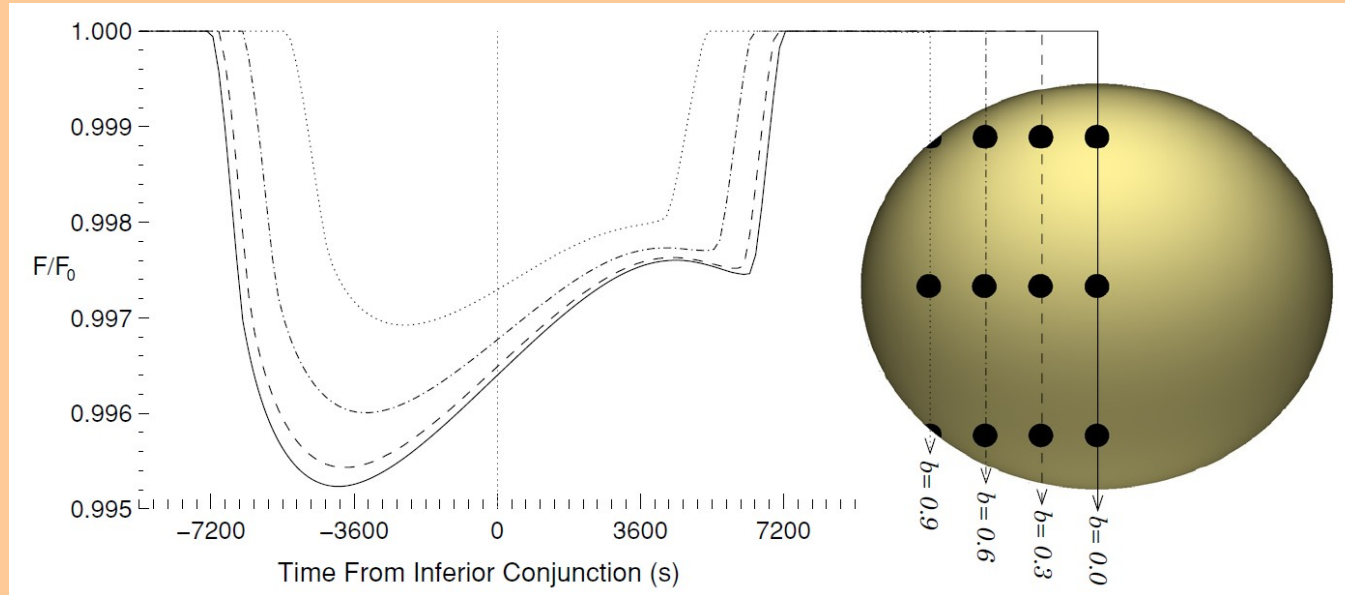 1.000
0.999
0.998
0.997
0.996
0.995
F/F₀
−7200
−3600
0
3600
7200
Time From Inferior Conjunction (s)
b= 0.9
b= 0.6
b= 0.3
b= 0.0